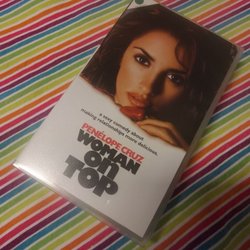 a sexy comedy about
making relationships more delicious.
PENÉLOPE CRUZ
WOMAN
ON
TOP